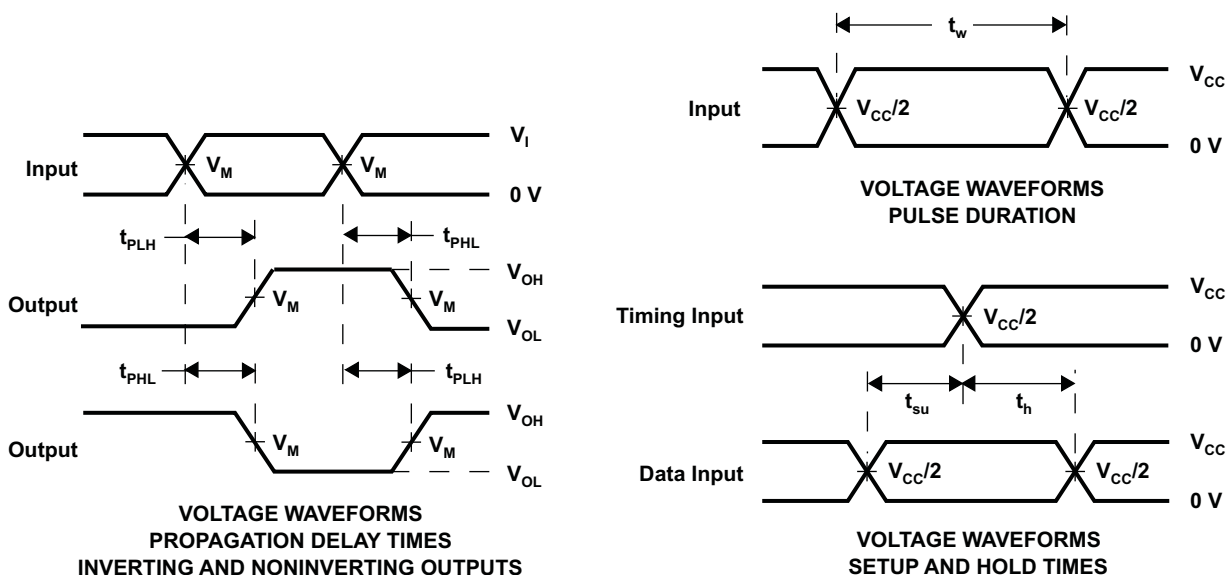 V_I
Input
V_M
V_M
0 V
t_PLH
t_PHL
V_OH
Output
V_M
V_M
V_OL
t_PHL
t_PLH
V_OH
Output
V_M
V_M
V_OL
VOLTAGE WAVEFORMS
PROPAGATION DELAY TIMES
INVERTING AND NONINVERTING OUTPUTS
t_w
V_CC
Input
V_CC/2
V_CC/2
0 V
VOLTAGE WAVEFORMS
PULSE DURATION
V_CC
Timing Input
V_CC/2
0 V
t_su
t_h
V_CC
Data Input
V_CC/2
V_CC/2
0 V
VOLTAGE WAVEFORMS
SETUP AND HOLD TIMES